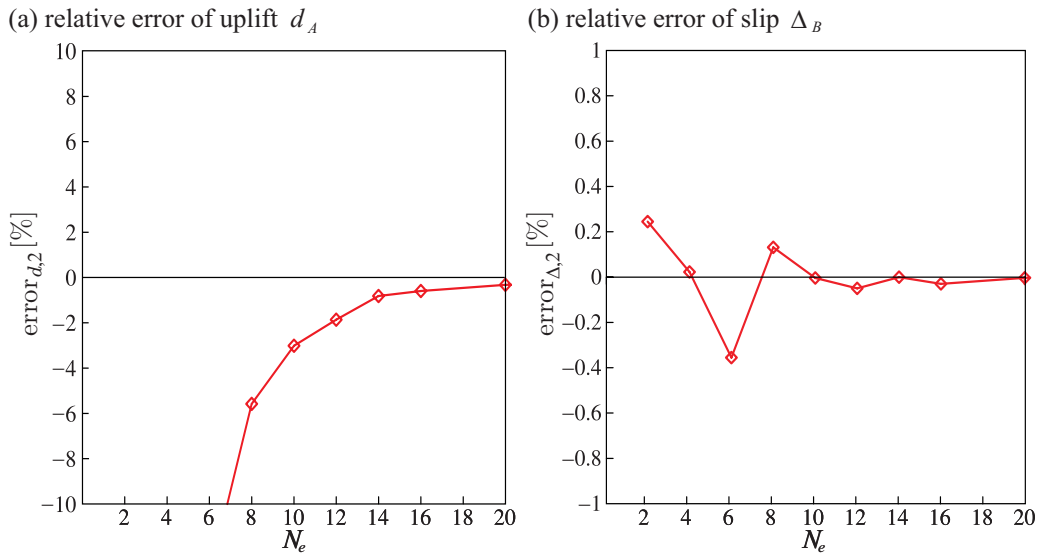 (a) relative error of uplift d_A
10
8
6
4
2
0
−2
−4
−6
−8
−10
error_{d,2}[%]
2 4 6 8 10 12 14 16 18 20
N_e
(b) relative error of slip Δ_B
1
0.8
0.6
0.4
0.2
0
−0.2
−0.4
−0.6
−0.8
−1
error_{Δ,2}[%]
2 4 6 8 10 12 14 16 18 20
N_e